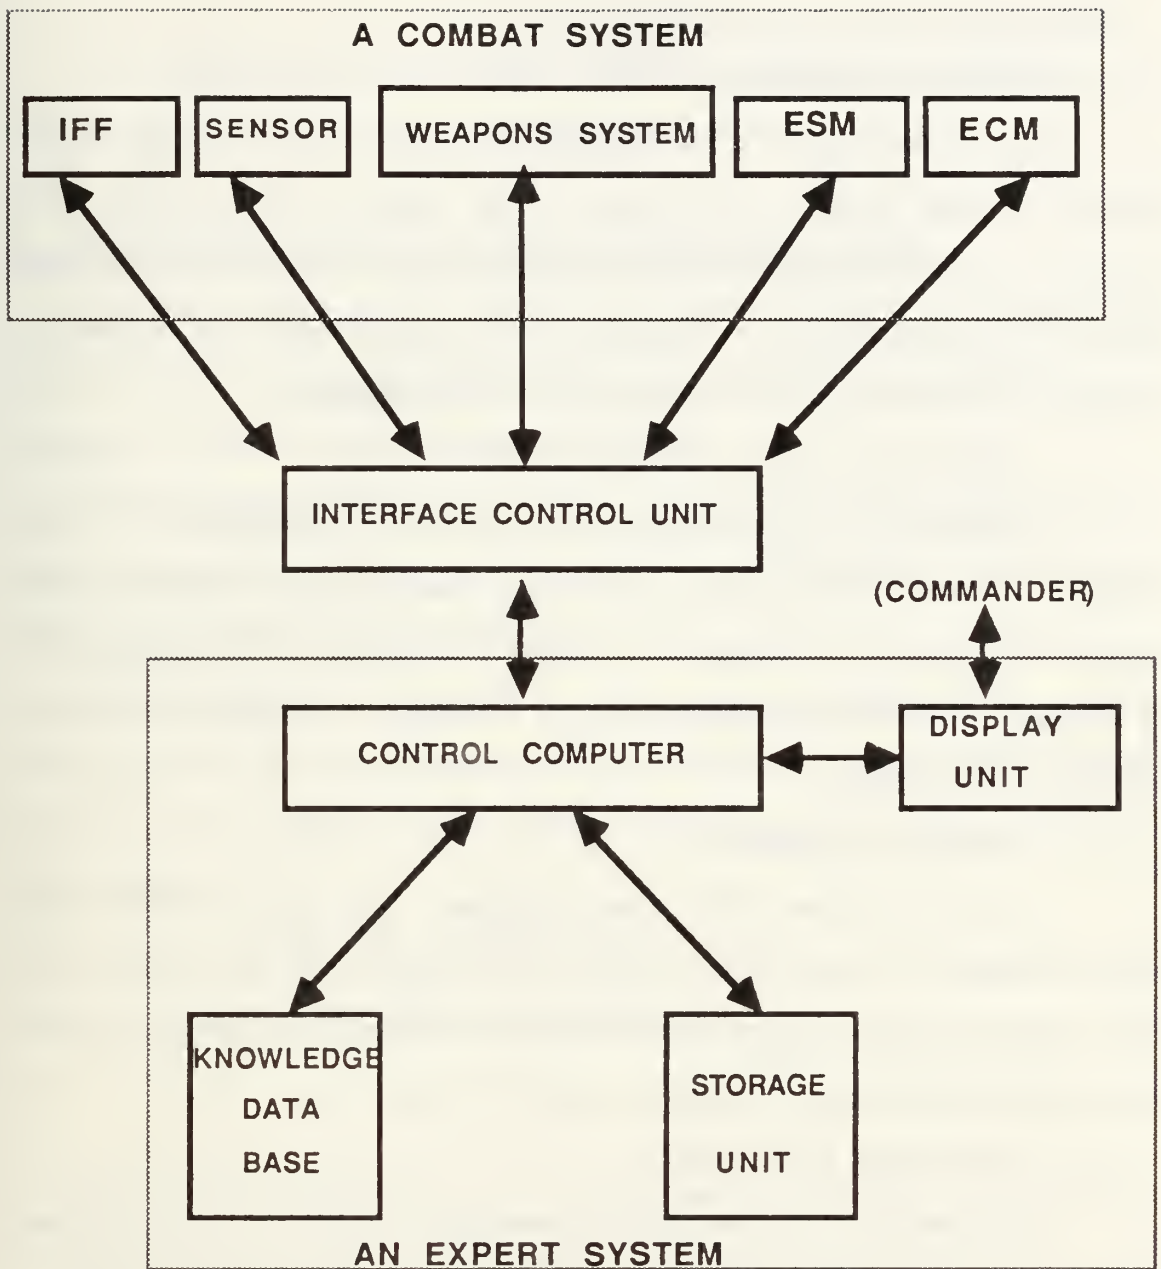 A COMBAT SYSTEM
IFF
SENSOR
WEAPONS SYSTEM
ESM
ECM
INTERFACE CONTROL UNIT
(COMMANDER)
CONTROL COMPUTER
DISPLAY
UNIT
KNOWLEDGE
DATA
BASE
STORAGE
UNIT
AN EXPERT SYSTEM